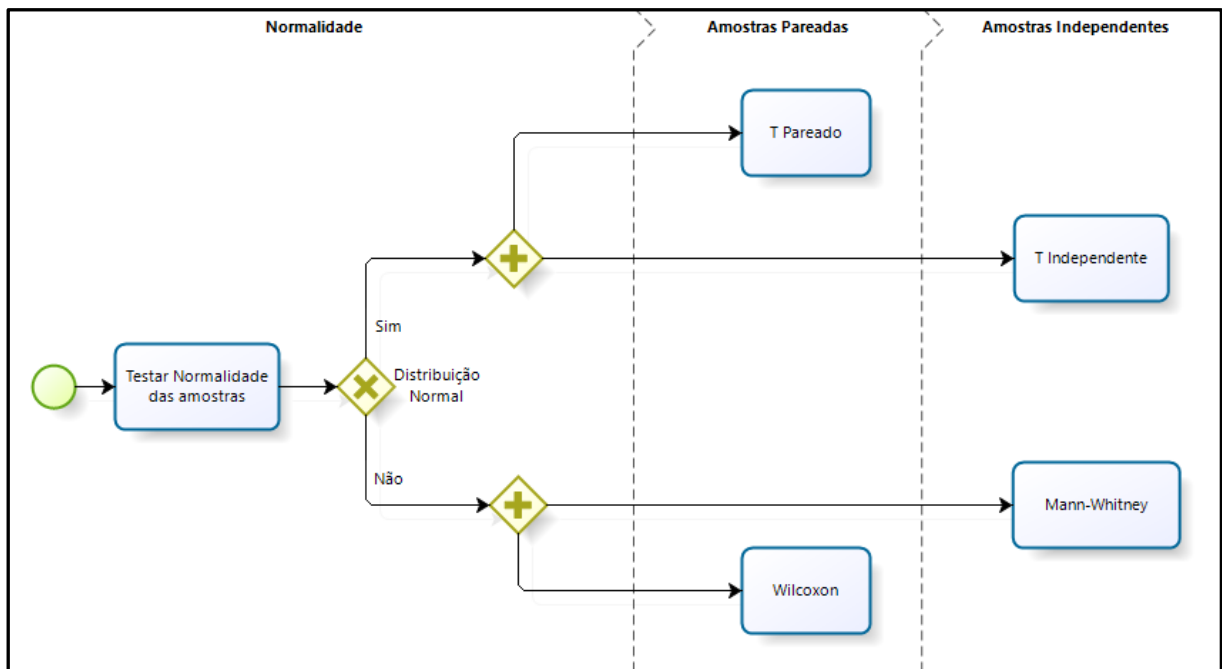 Normalidade
Amostras Pareadas
Amostras Independentes
T Pareado
T Independente
Sim
Testar Normalidade
das amostras
Distribuição
Normal
Não
Mann-Whitney
Wilcoxon